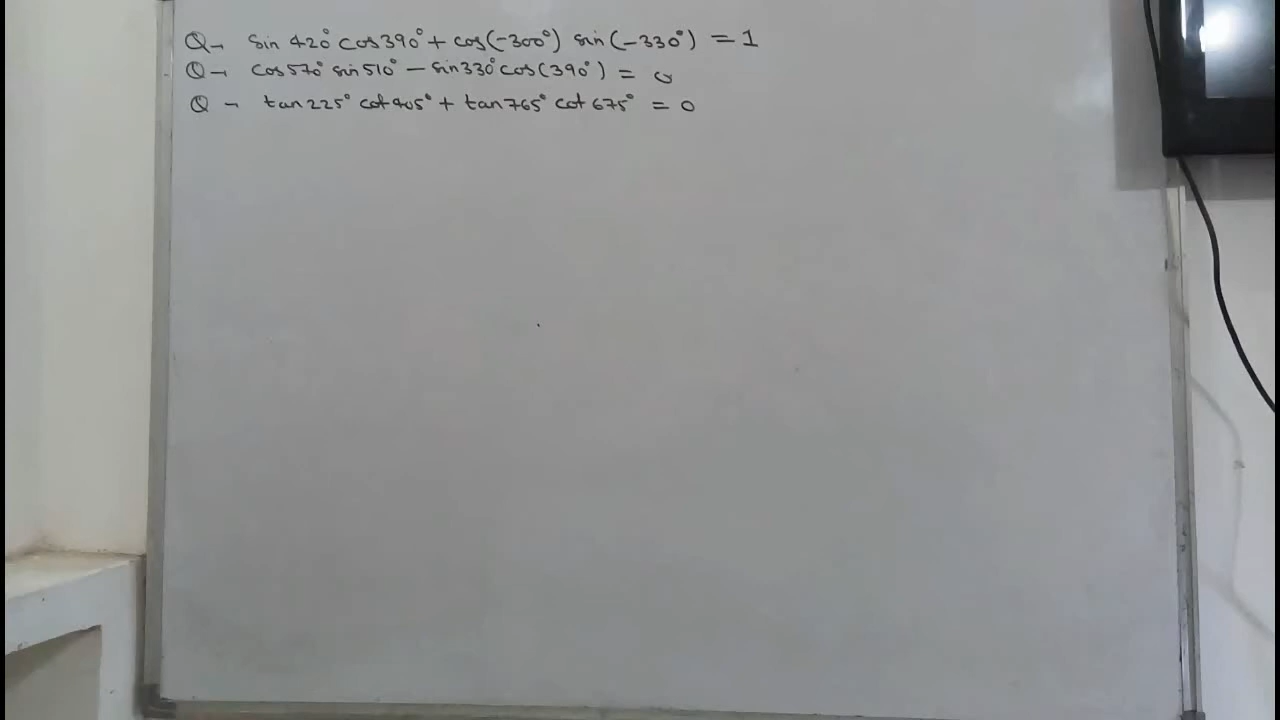 Q→ sin 420° cos390° + cos(-300°) sin(-330°) = 1
Q→ cos570° sin510° - sin330° cos(390°) = 0
Q - tan225° cot405° + tan765° cot675° = 0